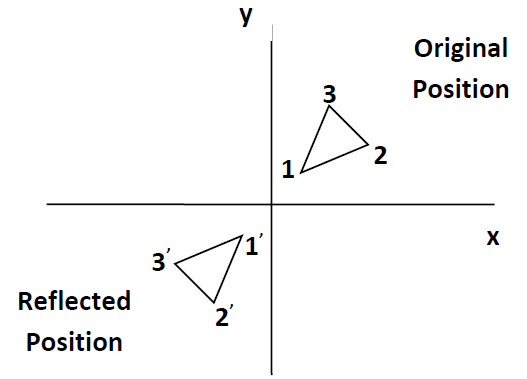 y
Original
Position
3
2
1
x
1′
3′
2′
Reflected
Position